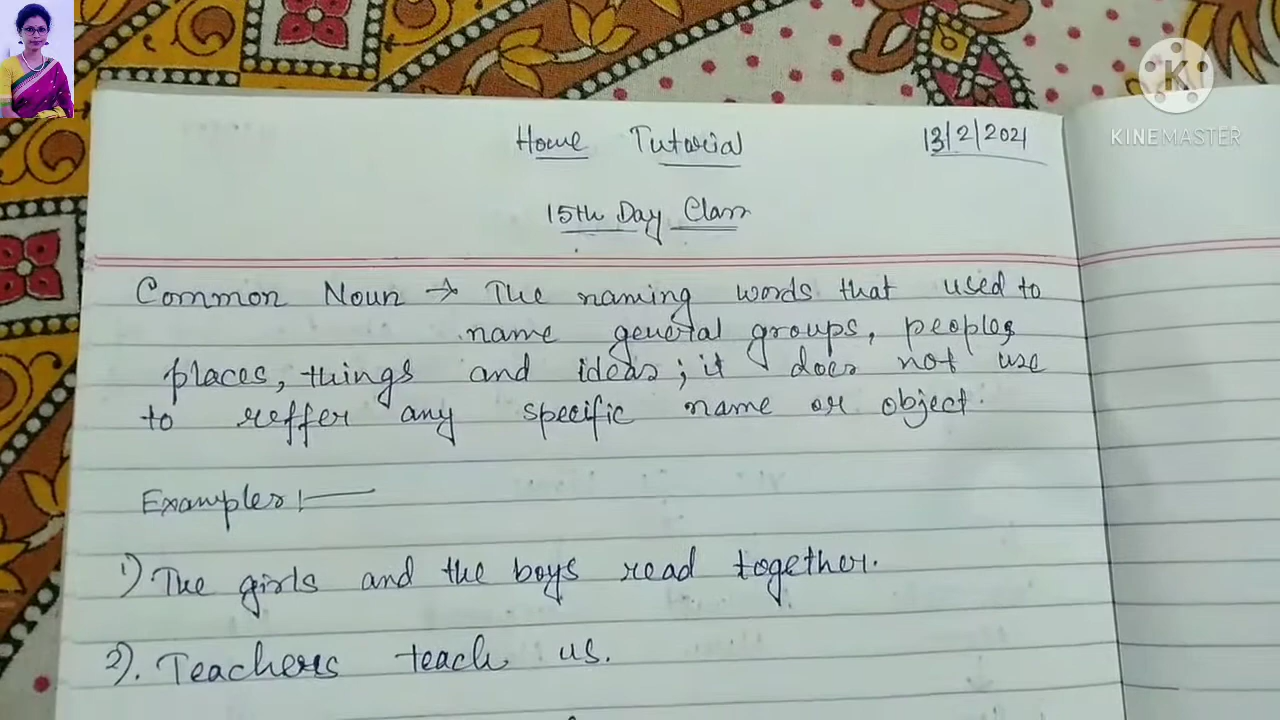 Home Tutorial
13/2/2021
KINEMASTER
15th Day Class
Common Noun → The naming words that used to
name general groups, peoples
places, things and ideas; it does not use
to reffer any specific name or object.
Examples:—
1) The girls and the boys read together.
2). Teachers teach us.